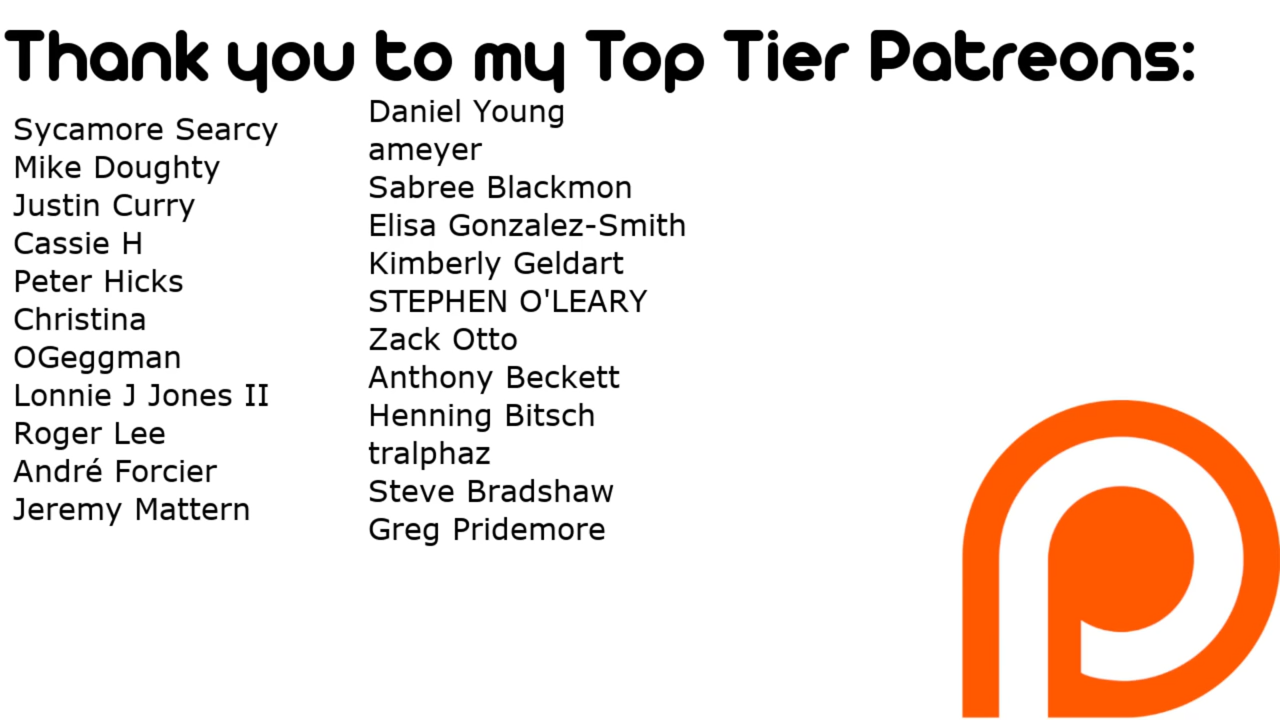 Thank you to my Top Tier Patreons:
Sycamore Searcy
Mike Doughty
Justin Curry
Cassie H
Peter Hicks
Christina
OGeggman
Lonnie J Jones II
Roger Lee
André Forcier
Jeremy Mattern
Daniel Young
ameyer
Sabree Blackmon
Elisa Gonzalez-Smith
Kimberly Geldart
STEPHEN O'LEARY
Zack Otto
Anthony Beckett
Henning Bitsch
tralphaz
Steve Bradshaw
Greg Pridemore